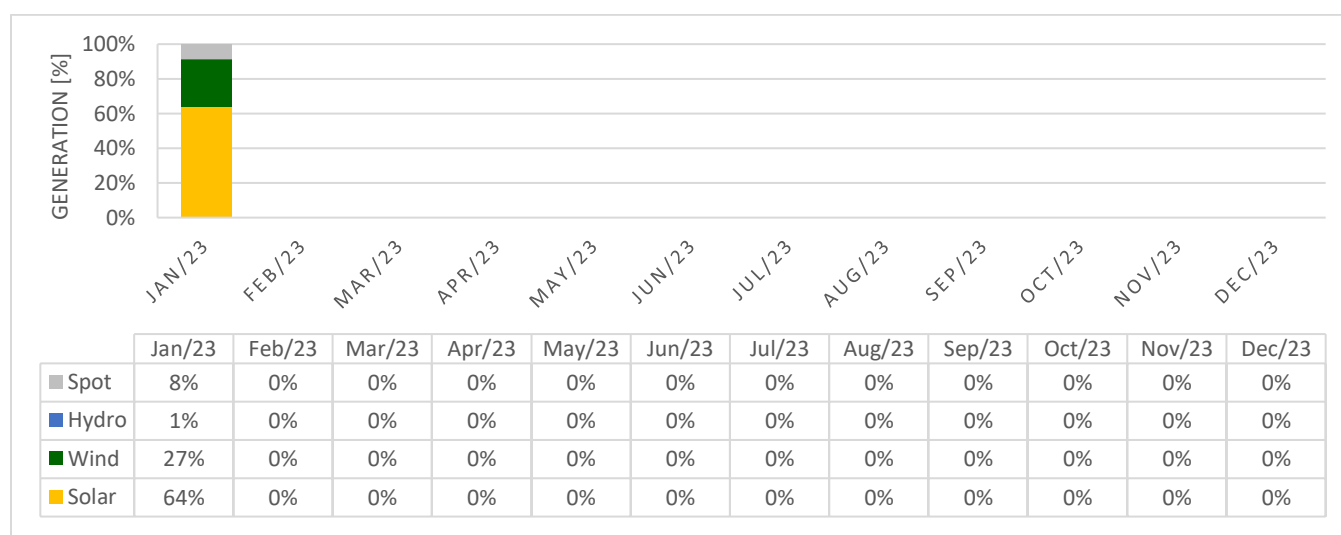 GENERATION [%]
100%
80%
60%
40%
20%
0%
JAN/23 FEB/23 MAR/23 APR/23 MAY/23 JUN/23 JUL/23 AUG/23 SEP/23 OCT/23 NOV/23 DEC/23
Jan/23 Feb/23 Mar/23 Apr/23 May/23 Jun/23 Jul/23 Aug/23 Sep/23 Oct/23 Nov/23 Dec/23
Spot 8% 0% 0% 0% 0% 0% 0% 0% 0% 0% 0% 0%
Hydro 1% 0% 0% 0% 0% 0% 0% 0% 0% 0% 0% 0%
Wind 27% 0% 0% 0% 0% 0% 0% 0% 0% 0% 0% 0%
Solar 64% 0% 0% 0% 0% 0% 0% 0% 0% 0% 0% 0%